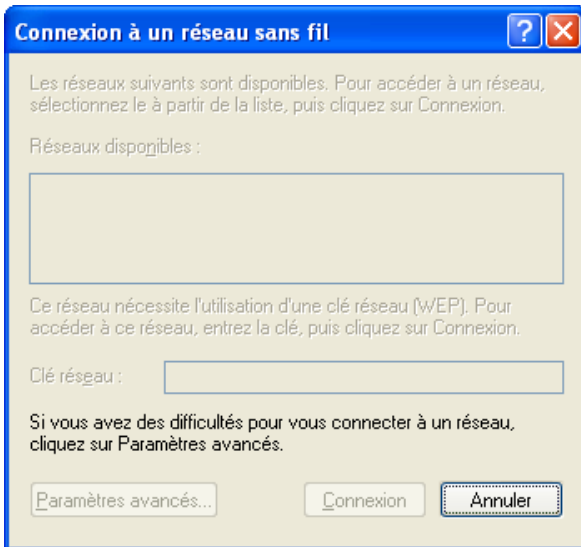 Connexion à un réseau sans fil
Les réseaux suivants sont disponibles. Pour accéder à un réseau,
sélectionnez le à partir de la liste, puis cliquez sur Connexion.
Réseaux disponibles :
Ce réseau nécessite l'utilisation d'une clé réseau (WEP). Pour
accéder à ce réseau, entrez la clé, puis cliquez sur Connexion.
Clé réseau :
Si vous avez des difficultés pour vous connecter à un réseau,
cliquez sur Paramètres avancés.
Paramètres avancés... Connexion Annuler